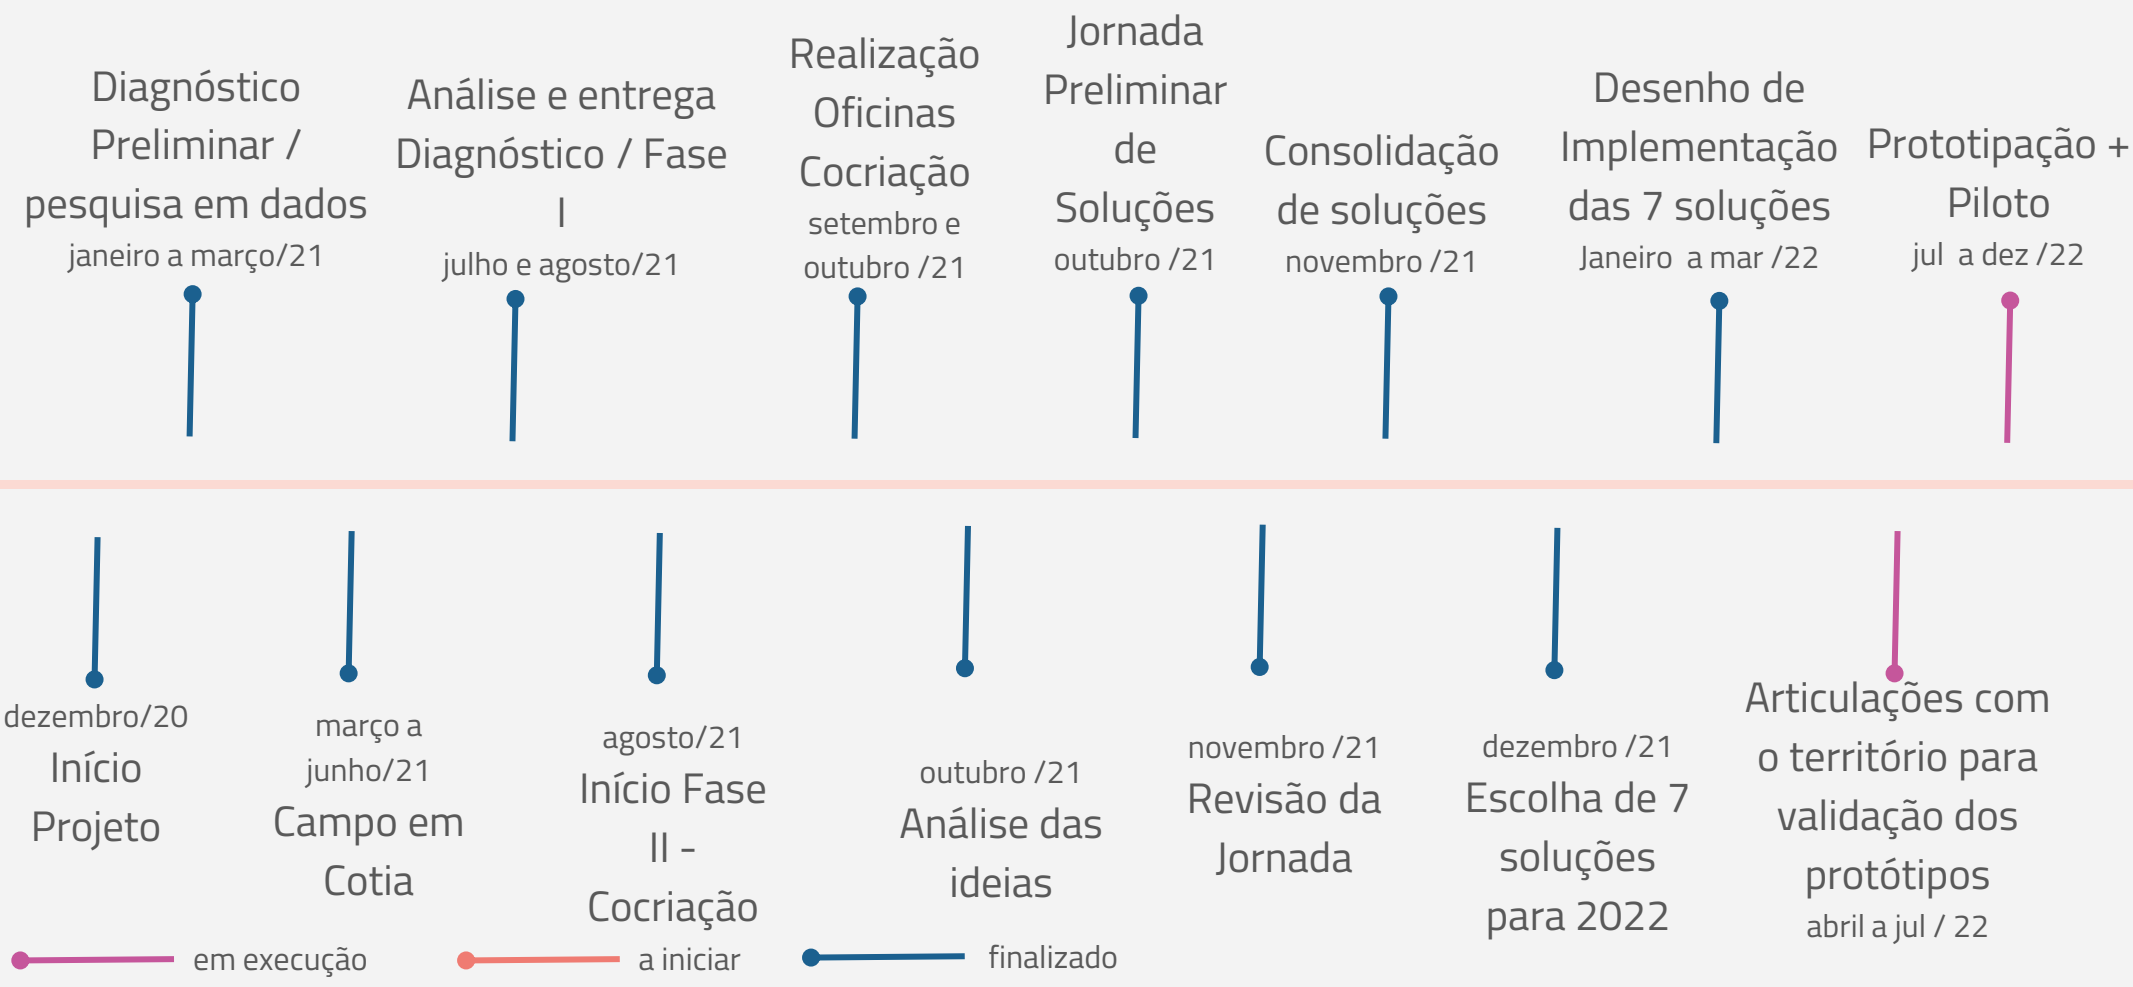 Diagnóstico
Preliminar /
pesquisa em dados
janeiro a março/21
Análise e entrega
Diagnóstico / Fase
I
julho e agosto/21
Realização
Oficinas
Cocriação
setembro e
outubro /21
Jornada
Preliminar
de
Soluções
outubro /21
Consolidação
de soluções
novembro /21
Desenho de
Implementação
das 7 soluções
Janeiro a mar /22
Prototipação +
Piloto
jul a dez /22
dezembro/20
Início
Projeto
março a
junho/21
Campo em
Cotia
agosto/21
Início Fase
II -
Cocriação
outubro /21
Análise das
ideias
novembro /21
Revisão da
Jornada
dezembro /21
Escolha de 7
soluções
para 2022
Articulações com
o território para
validação dos
protótipos
abril a jul / 22
em execução
a iniciar
finalizado